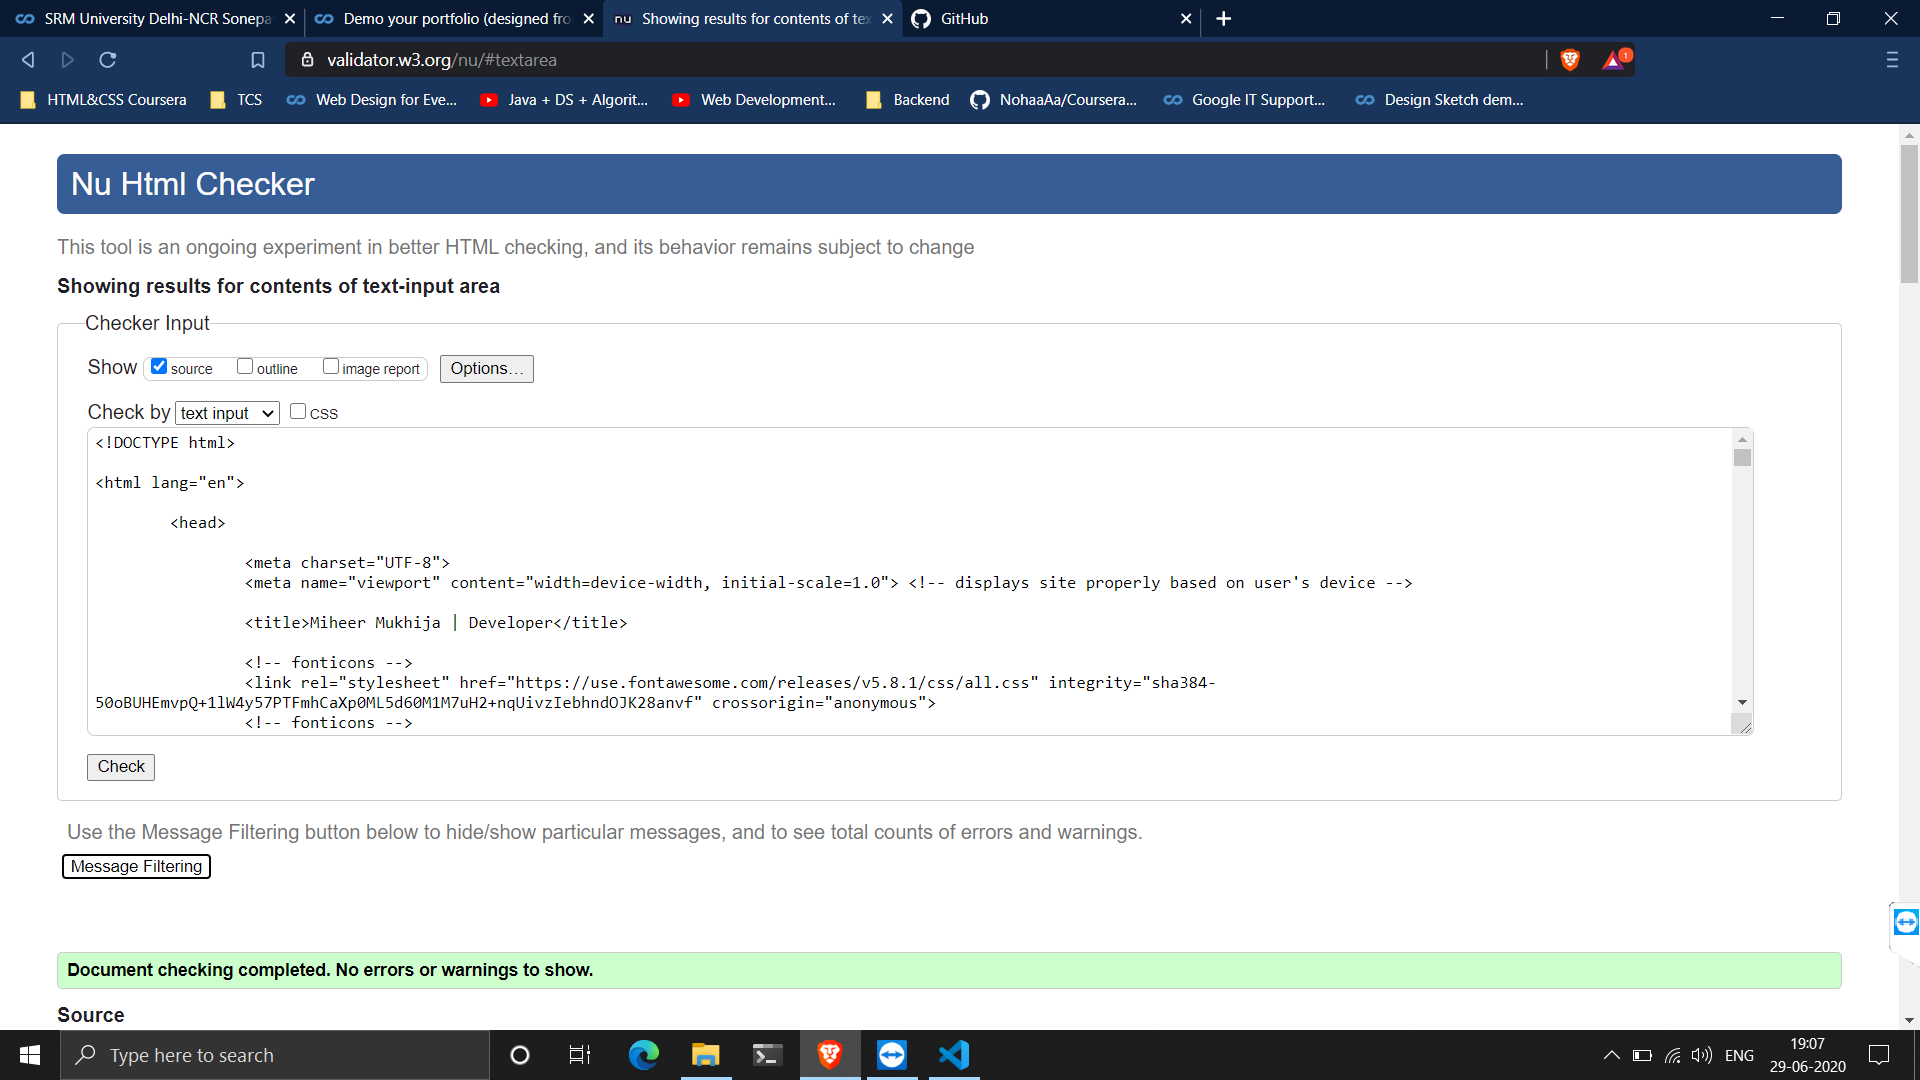 SRM University Delhi-NCR Sonepa
Demo your portfolio (designed fro
nu Showing results for contents of tex
GitHub
validator.w3.org/nu/#textarea
1
HTML&CSS Coursera
TCS
Web Design for Eve...
Java + DS + Algorit...
Web Development...
Backend
NohaaAa/Coursera...
Google IT Support...
Design Sketch dem...
Nu Html Checker
This tool is an ongoing experiment in better HTML checking, and its behavior remains subject to change
Showing results for contents of text-input area
Checker Input
Show source outline image report Options...
Check by text input CSS
<!DOCTYPE html>
<html lang="en">
<head>
<meta charset="UTF-8">
<meta name="viewport" content="width=device-width, initial-scale=1.0"> <!-- displays site properly based on user's device -->
<title>Miheer Mukhija | Developer</title>
<!-- fonticons -->
<link rel="stylesheet" href="https://use.fontawesome.com/releases/v5.8.1/css/all.css" integrity="sha384-
50oBUHEmvpQ+1lW4y57PTFmhCaXp0ML5d60M1M7uH2+nqUivzIebhndOJK28anvf" crossorigin="anonymous">
<!-- fonticons -->
Check
Use the Message Filtering button below to hide/show particular messages, and to see total counts of errors and warnings.
Message Filtering
Document checking completed. No errors or warnings to show.
Source
Type here to search
ENG
19:07
29-06-2020